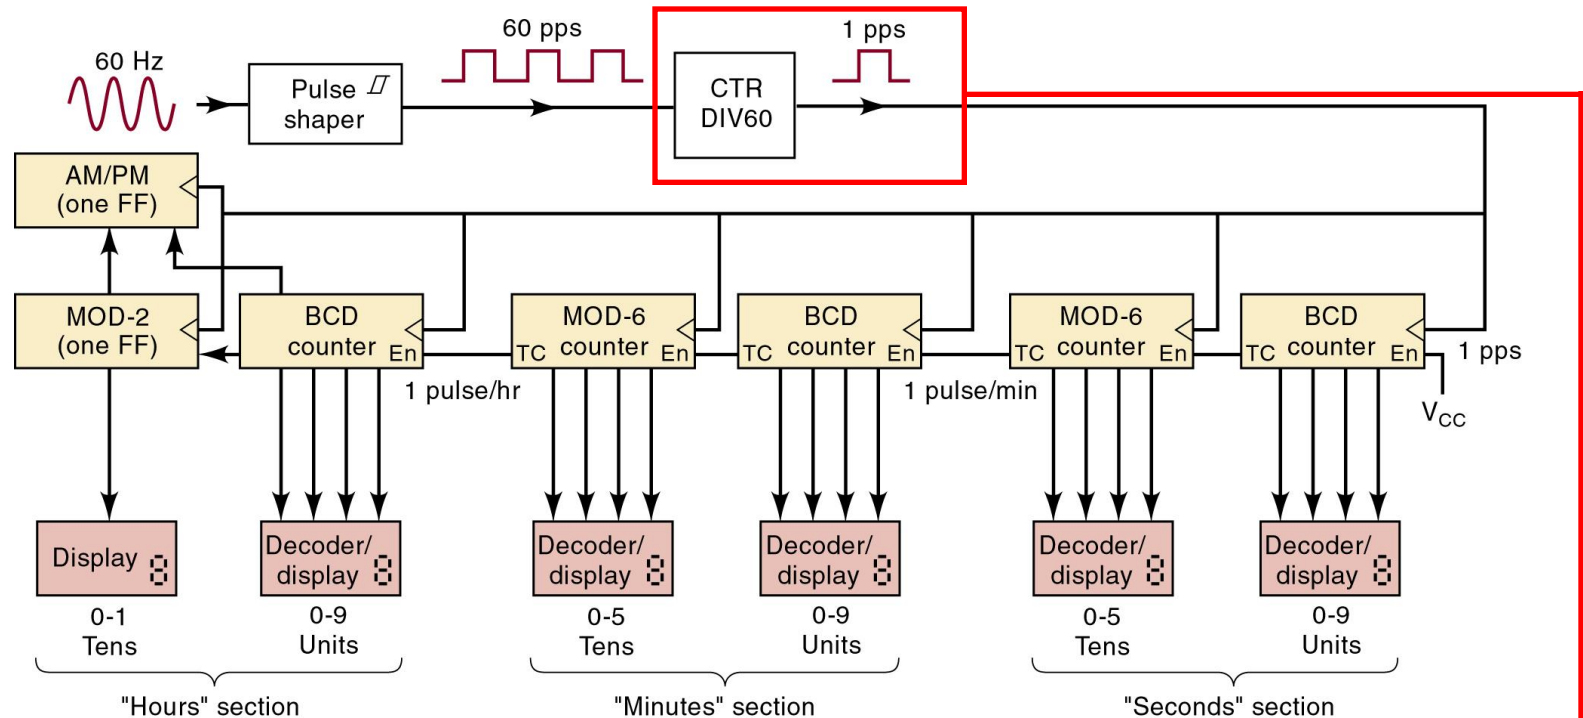 60 Hz
Pulse
shaper
60 pps
CTR
DIV60
1 pps
AM/PM
(one FF)
MOD-2
(one FF)
BCD
counter
En
1 pulse/hr
MOD-6
counter
TC
En
BCD
counter
TC
En
1 pulse/min
MOD-6
counter
TC
En
BCD
counter
TC
En
1 pps
VCC
Display
Decoder/
display
Decoder/
display
Decoder/
display
Decoder/
display
Decoder/
display
0-1
Tens
0-9
Units
0-5
Tens
0-9
Units
0-5
Tens
0-9
Units
"Hours" section
"Minutes" section
"Seconds" section